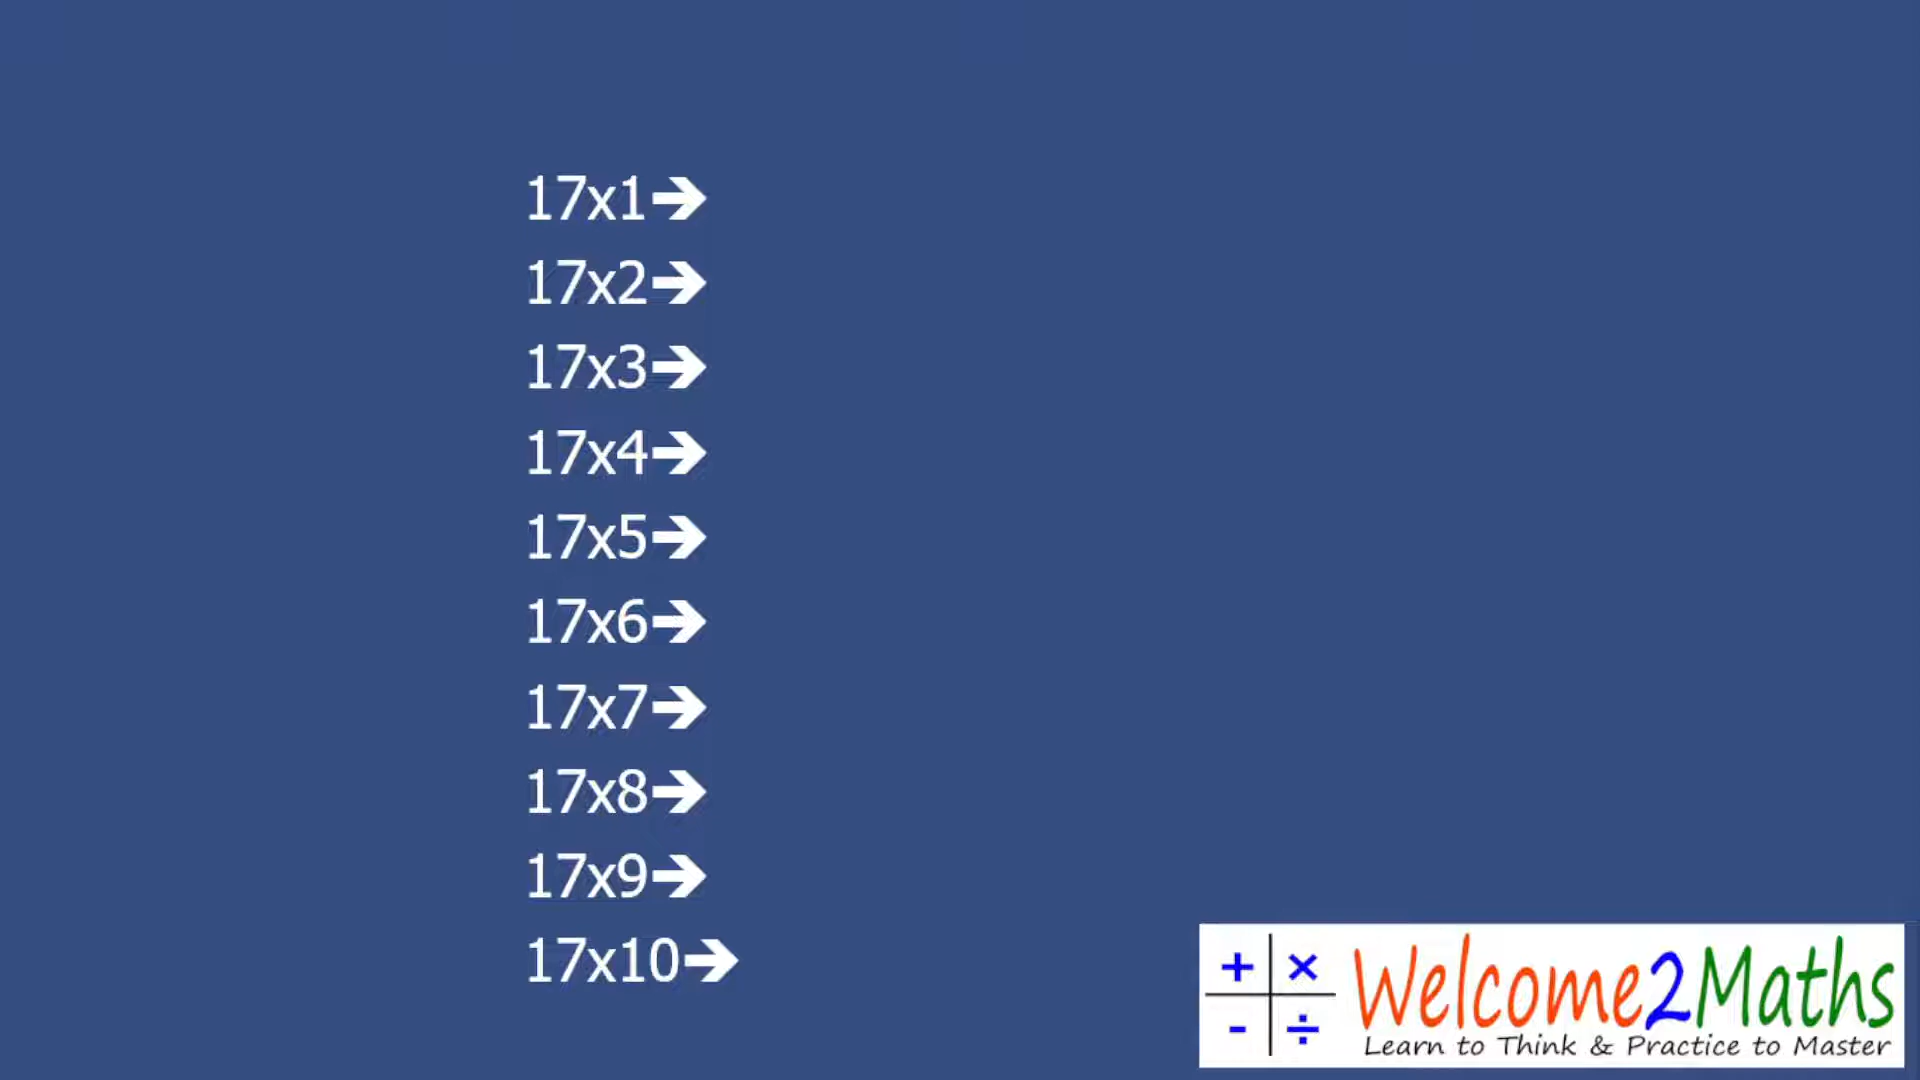 17x1➔
17x2➔
17x3➔
17x4➔
17x5➔
17x6➔
17x7➔
17x8➔
17x9➔
17x10➔
+ ×
- ÷
Welcome2Maths
Learn to Think & Practice to Master